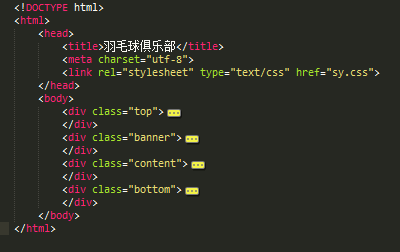 <!DOCTYPE html>
<html>
<head>
<title>羽毛球俱乐部</title>
<meta charset="utf-8">
<link rel="stylesheet" type="text/css" href="sy.css">
</head>
<body>
<div class="top">
</div>
<div class="banner">
</div>
<div class="content">
</div>
<div class="bottom">
</div>
</body>
</html>